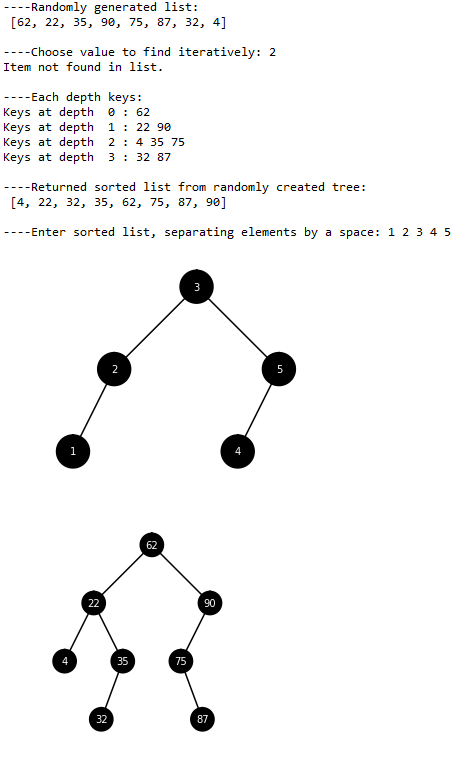 ----Randomly generated list:
[62, 22, 35, 90, 75, 87, 32, 4]
----Choose value to find iteratively: 2
Item not found in list.
----Each depth keys:
Keys at depth  0 : 62
Keys at depth  1 : 22 90
Keys at depth  2 : 4 35 75
Keys at depth  3 : 32 87
----Returned sorted list from randomly created tree:
[4, 22, 32, 35, 62, 75, 87, 90]
----Enter sorted list, separating elements by a space: 1 2 3 4 5
3
2 5
1 4
62
22 90
4 35 75
32 87